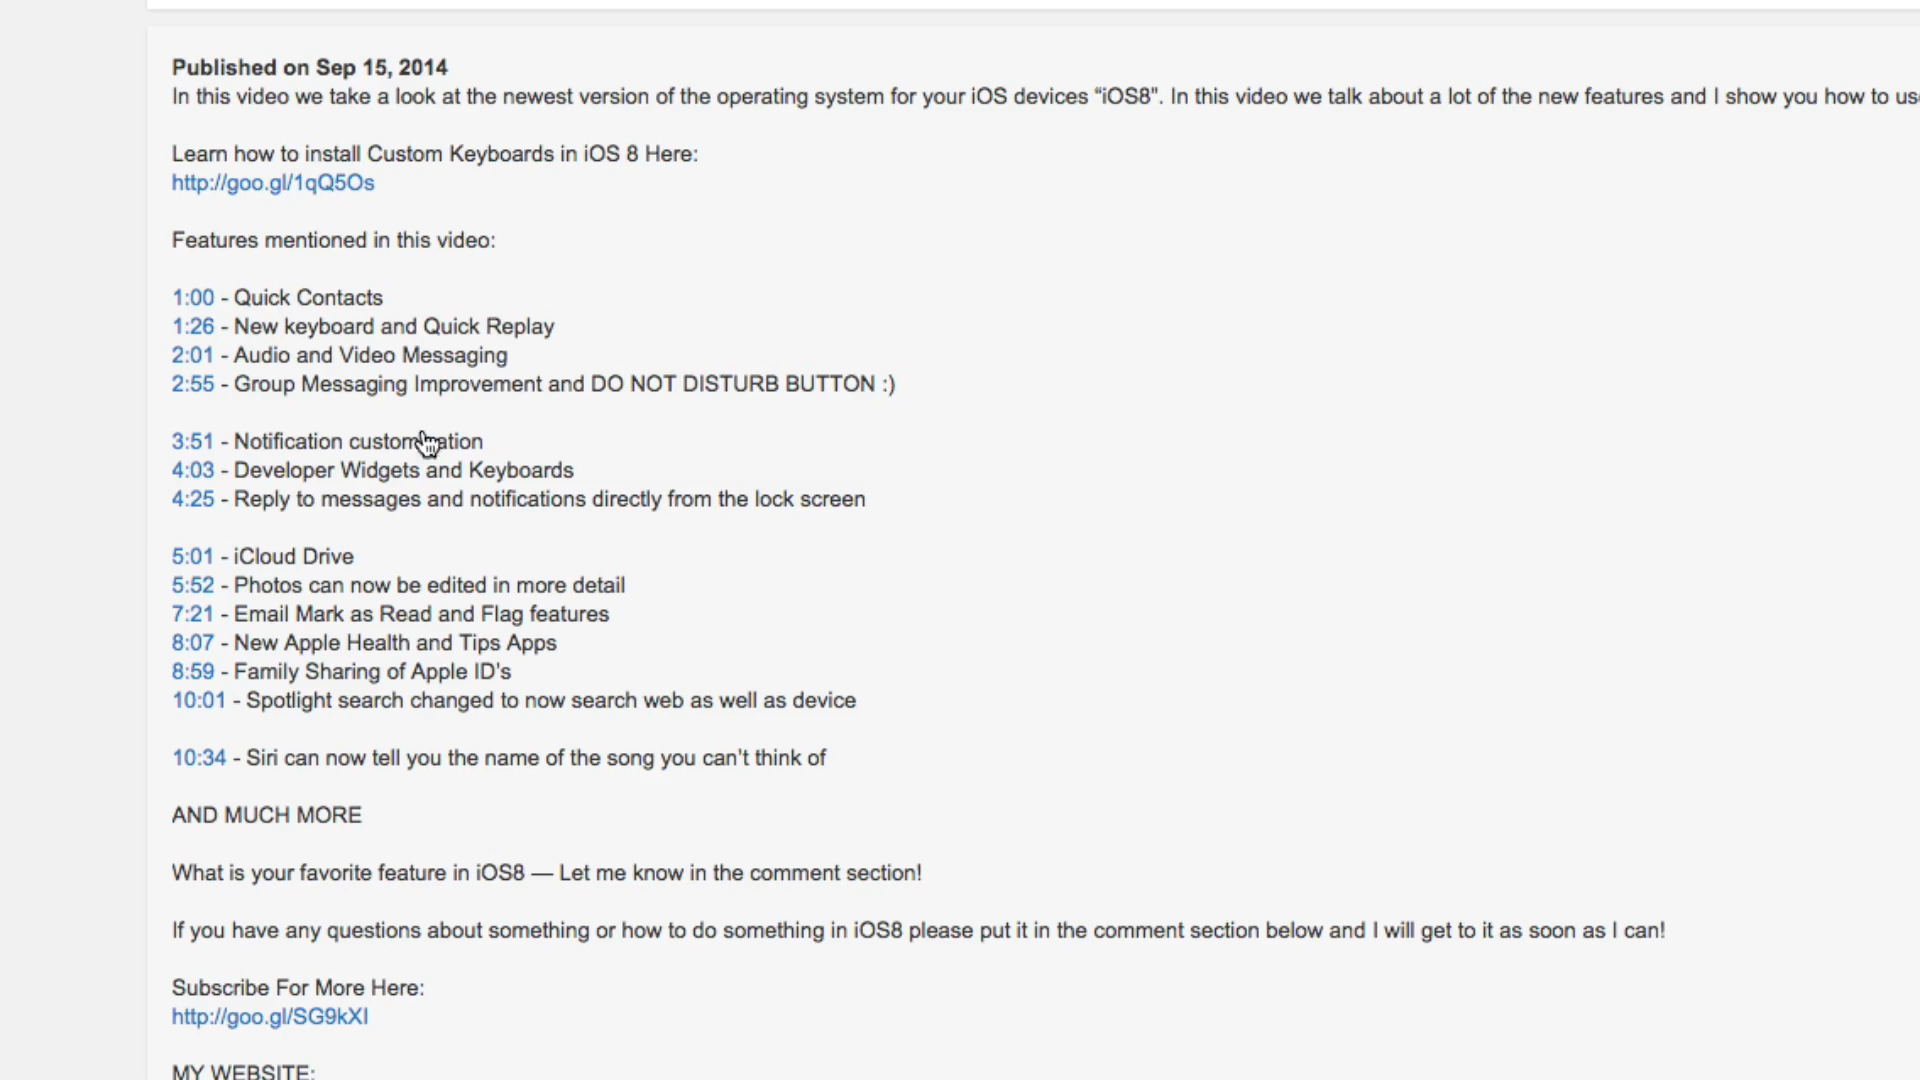 Published on Sep 15, 2014
In this video we take a look at the newest version of the operating system for your iOS devices “iOS8". In this video we talk about a lot of the new features and I show you how to
Learn how to install Custom Keyboards in iOS 8 Here:
http://goo.gl/1qQ5Os
Features mentioned in this video:
1:00 - Quick Contacts
1:26 - New keyboard and Quick Replay
2:01 - Audio and Video Messaging
2:55 - Group Messaging Improvement and DO NOT DISTURB BUTTON :)
3:51 - Notification
4:03 - Developer Widgets and Keyboards
4:25 - Reply to messages and notifications directly from the lock screen
5:01 - iCloud Drive
5:52 - Photos can now be edited in more detail
7:21 - Email Mark as Read and Flag features
8:07 - New Apple Health and Tips Apps
8:59 - Family Sharing of Apple ID's
10:01 - Spotlight search changed to now search web as well as device
10:34 - Siri can now tell you the name of the song you can't think of
AND MUCH MORE
What is your favorite feature in iOS8 — Let me know in the comment section!
If you have any questions about something or how to do something in iOS8 please put it in the comment section below and I will get to it as soon as I can!
Subscribe For More Here:
http://goo.gl/SG9kXI
MY WEBSITE: